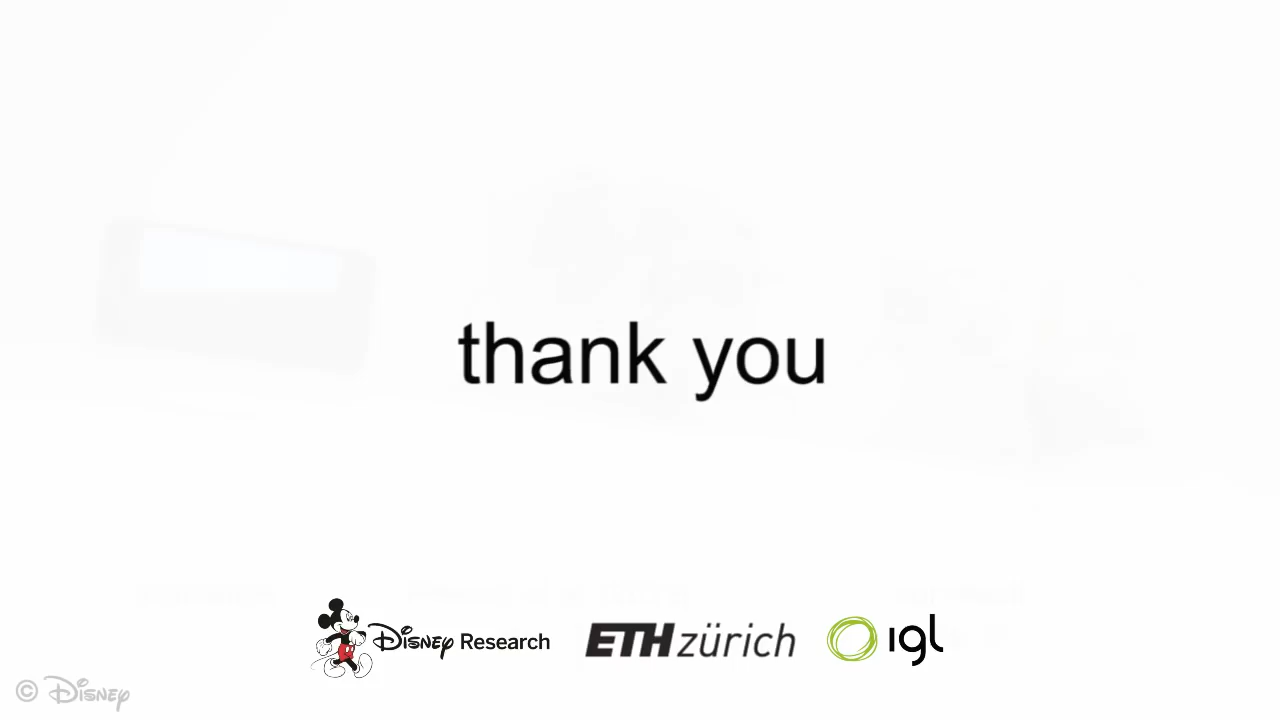 thank you
Disney Research
ETH zürich
igl
© Disney